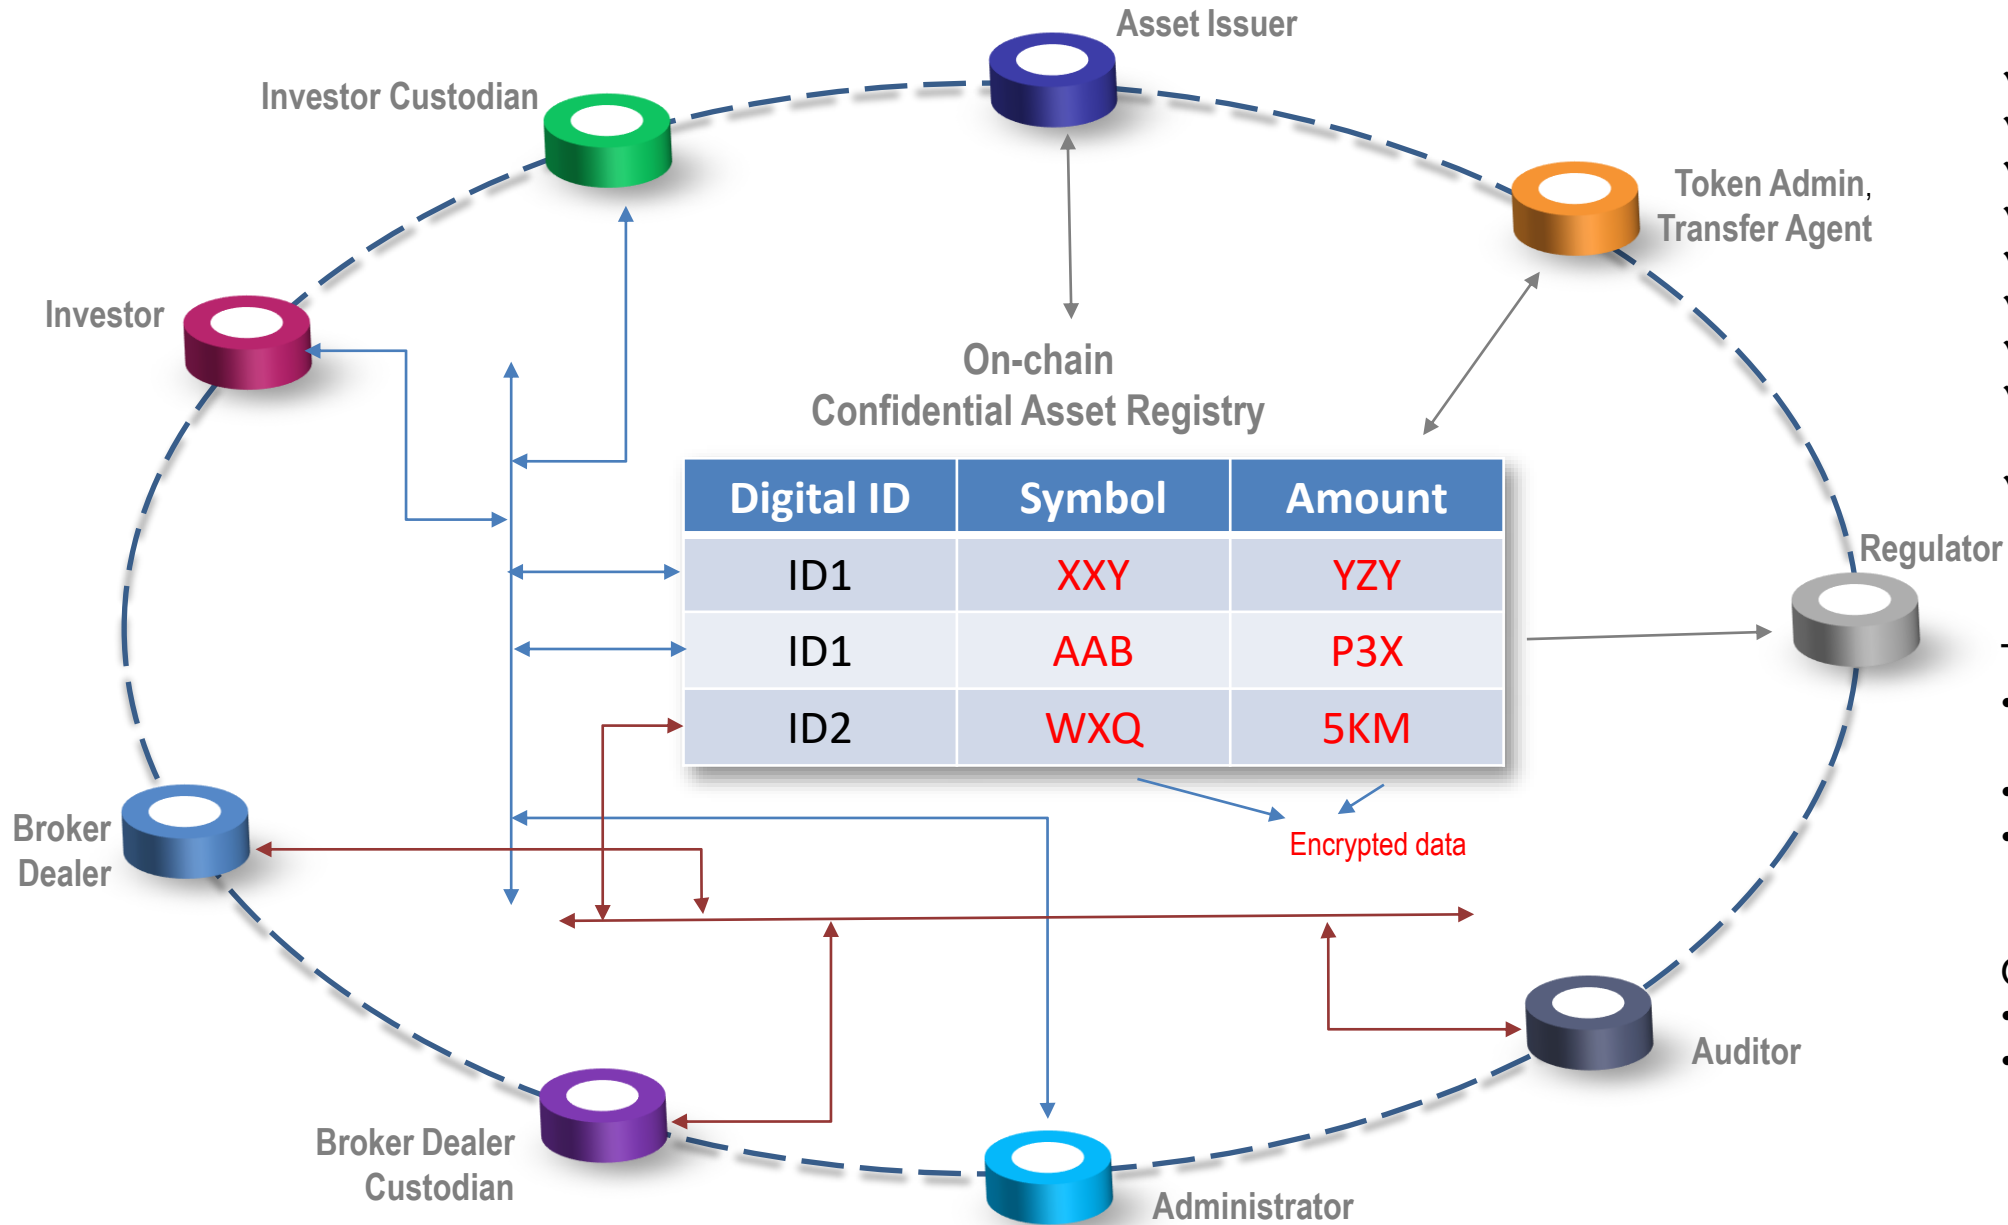 Asset Issuer
Investor Custodian
Token Admin,
Transfer Agent
Investor
On-chain
Confidential Asset Registry
Digital ID Symbol Amount
ID1 XXY YZY
ID1 AAB P3X
ID2 WXQ 5KM
Regulator
Encrypted data
Broker
Dealer
Auditor
Broker Dealer
Custodian
Administrator